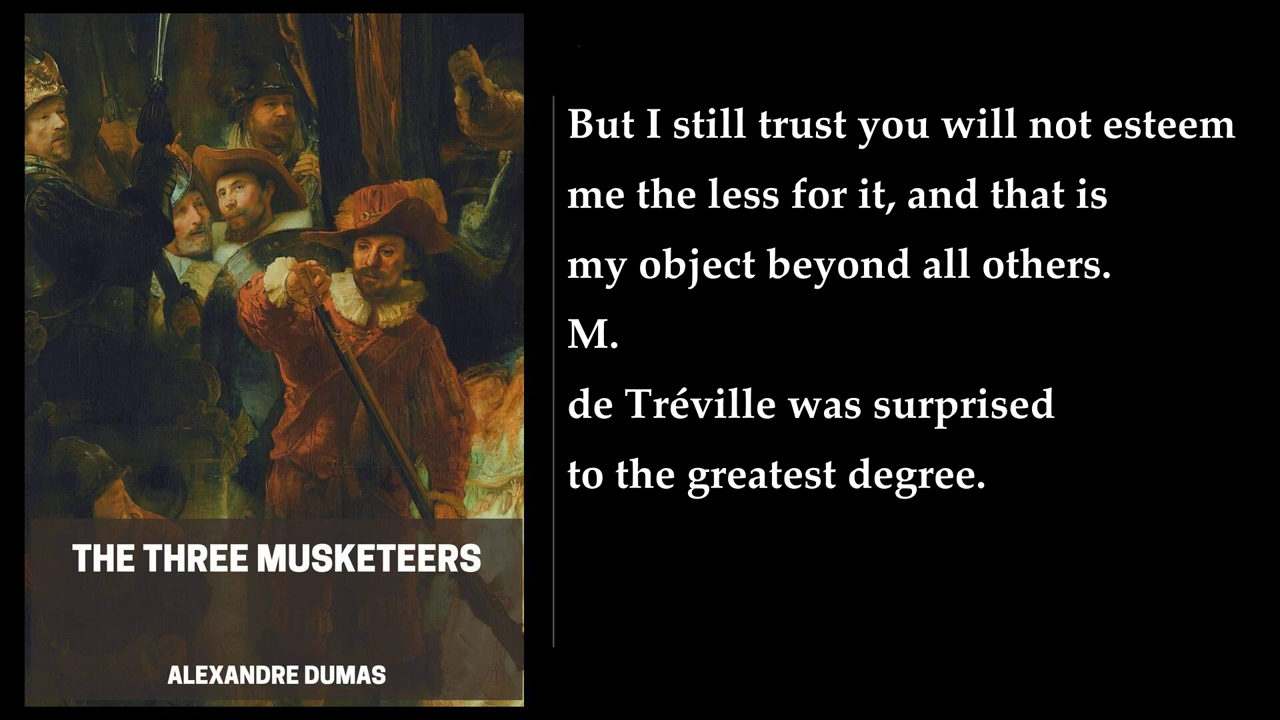 THE THREE MUSKETEERS
ALEXANDRE DUMAS
But I still trust you will not esteem
me the less for it, and that is
my object beyond all others.
M.
de Tréville was surprised
to the greatest degree.